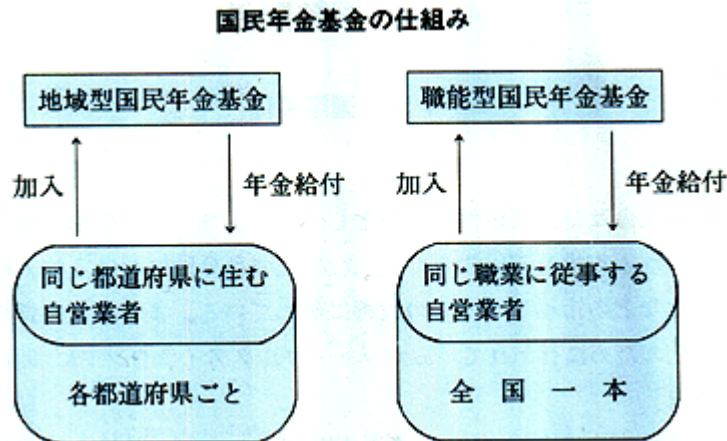 国民年金基金の仕組み
地域型国民年金基金
加入
年金給付
同じ都道府県に住む
自営業者
各都道府県ごと
職能型国民年金基金
加入
年金給付
同じ職業に従事する
自営業者
全国一本